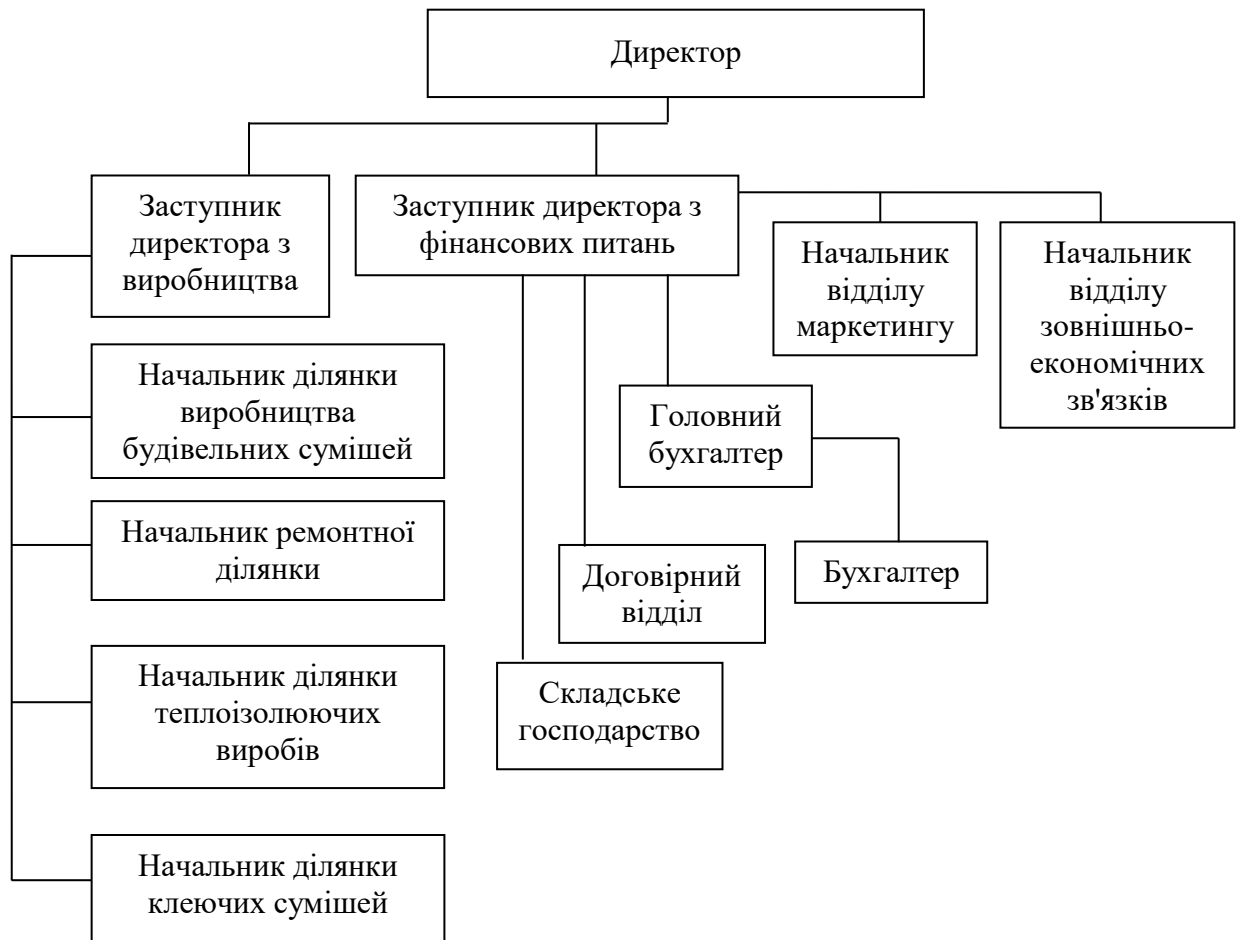 Директор
Заступник
директора з
виробництва
Заступник директора з
фінансових питань
Начальник
відділу
маркетингу
Начальник
відділу
зовнішньо-
економічних
зв'язків
Начальник ділянки
виробництва
будівельних сумішей
Головний
бухгалтер
Начальник ремонтної
ділянки
Договірний
відділ
Бухгалтер
Начальник ділянки
теплоізолюючих
виробів
Складське
господарство
Начальник ділянки
клеючих сумішей